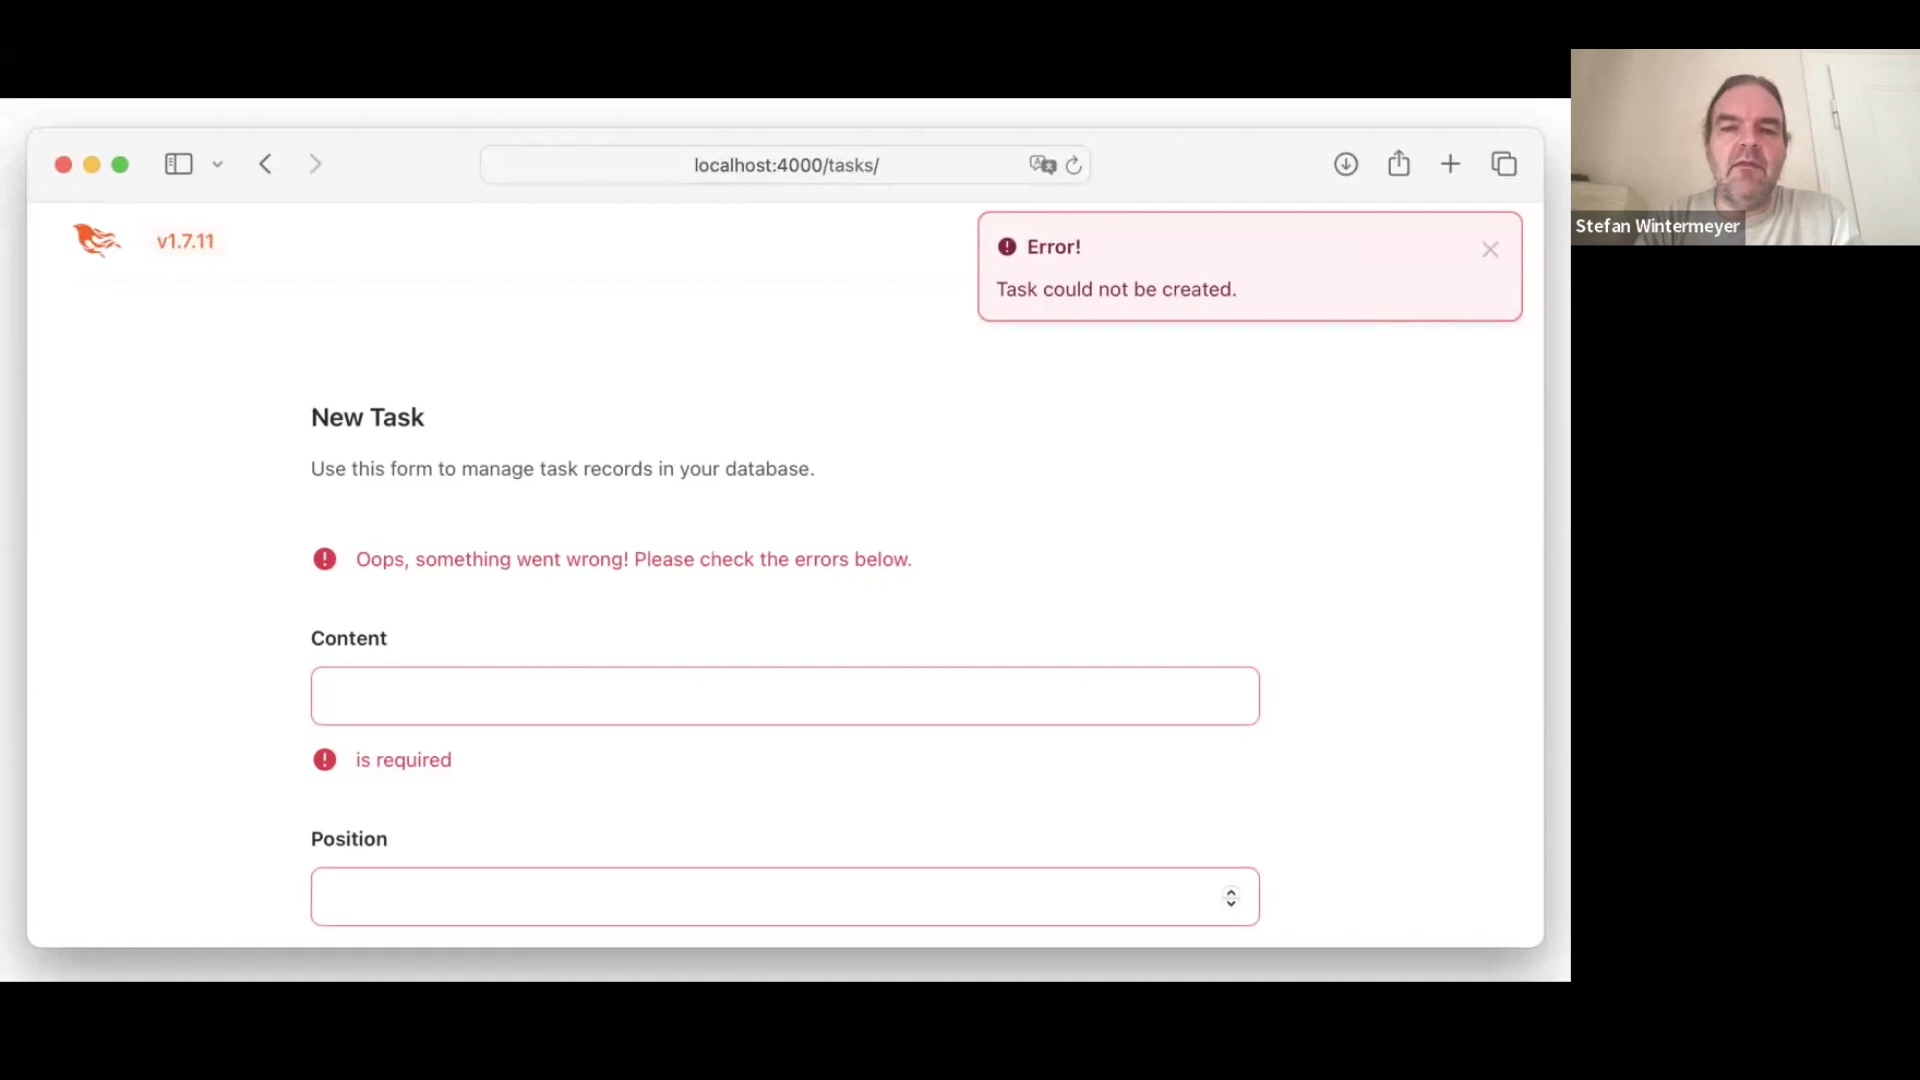 localhost:4000/tasks/
v1.7.11
Error!
Task could not be created.
New Task
Use this form to manage task records in your database.
Oops, something went wrong! Please check the errors below.
Content
is required
Position
Stefan Wintermeyer